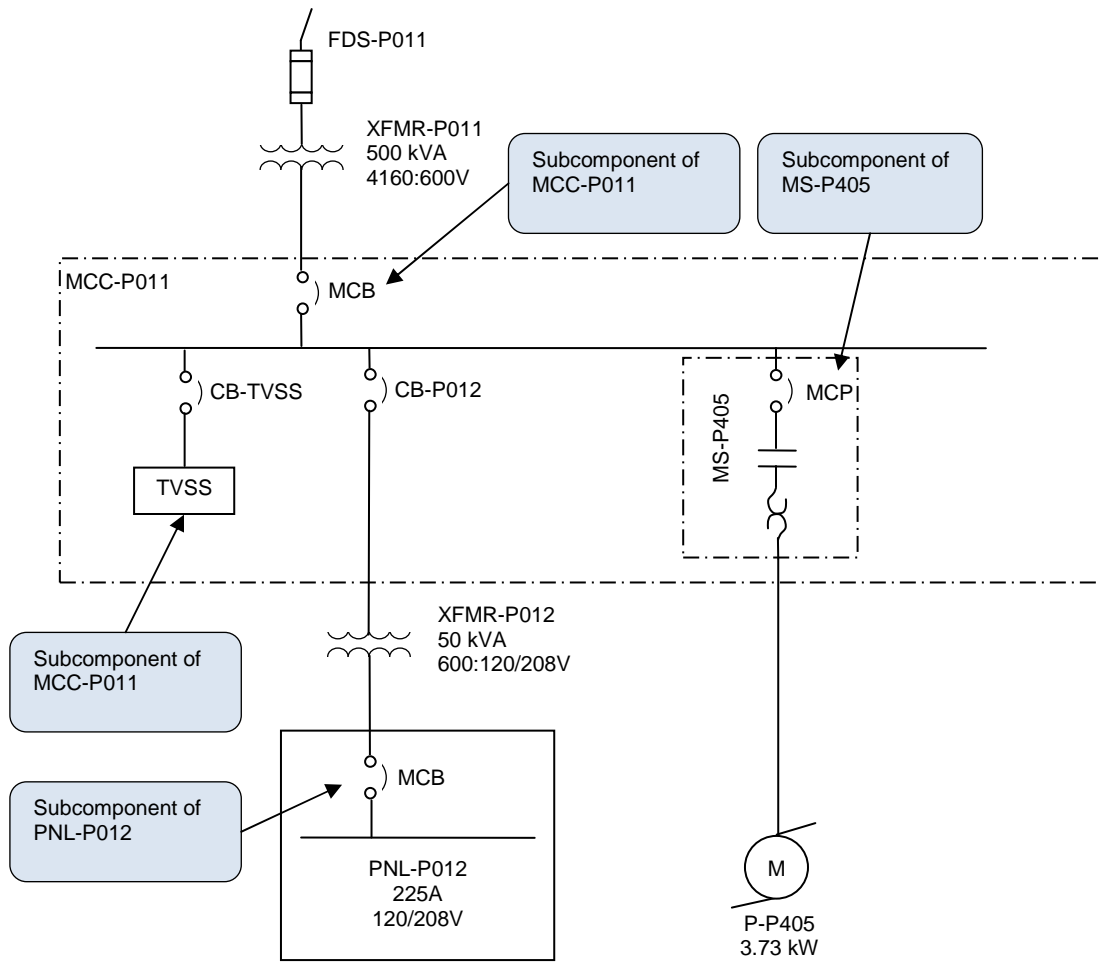 FDS-P011
XFMR-P011
500 kVA
4160:600V
Subcomponent of
MCC-P011
Subcomponent of
MS-P405
MCC-P011
MCB
CB-TVSS
CB-P012
MCP
MS-P405
TVSS
XFMR-P012
50 kVA
600:120/208V
Subcomponent of
MCC-P011
MCB
Subcomponent of
PNL-P012
PNL-P012
225A
120/208V
M
P-P405
3.73 kW